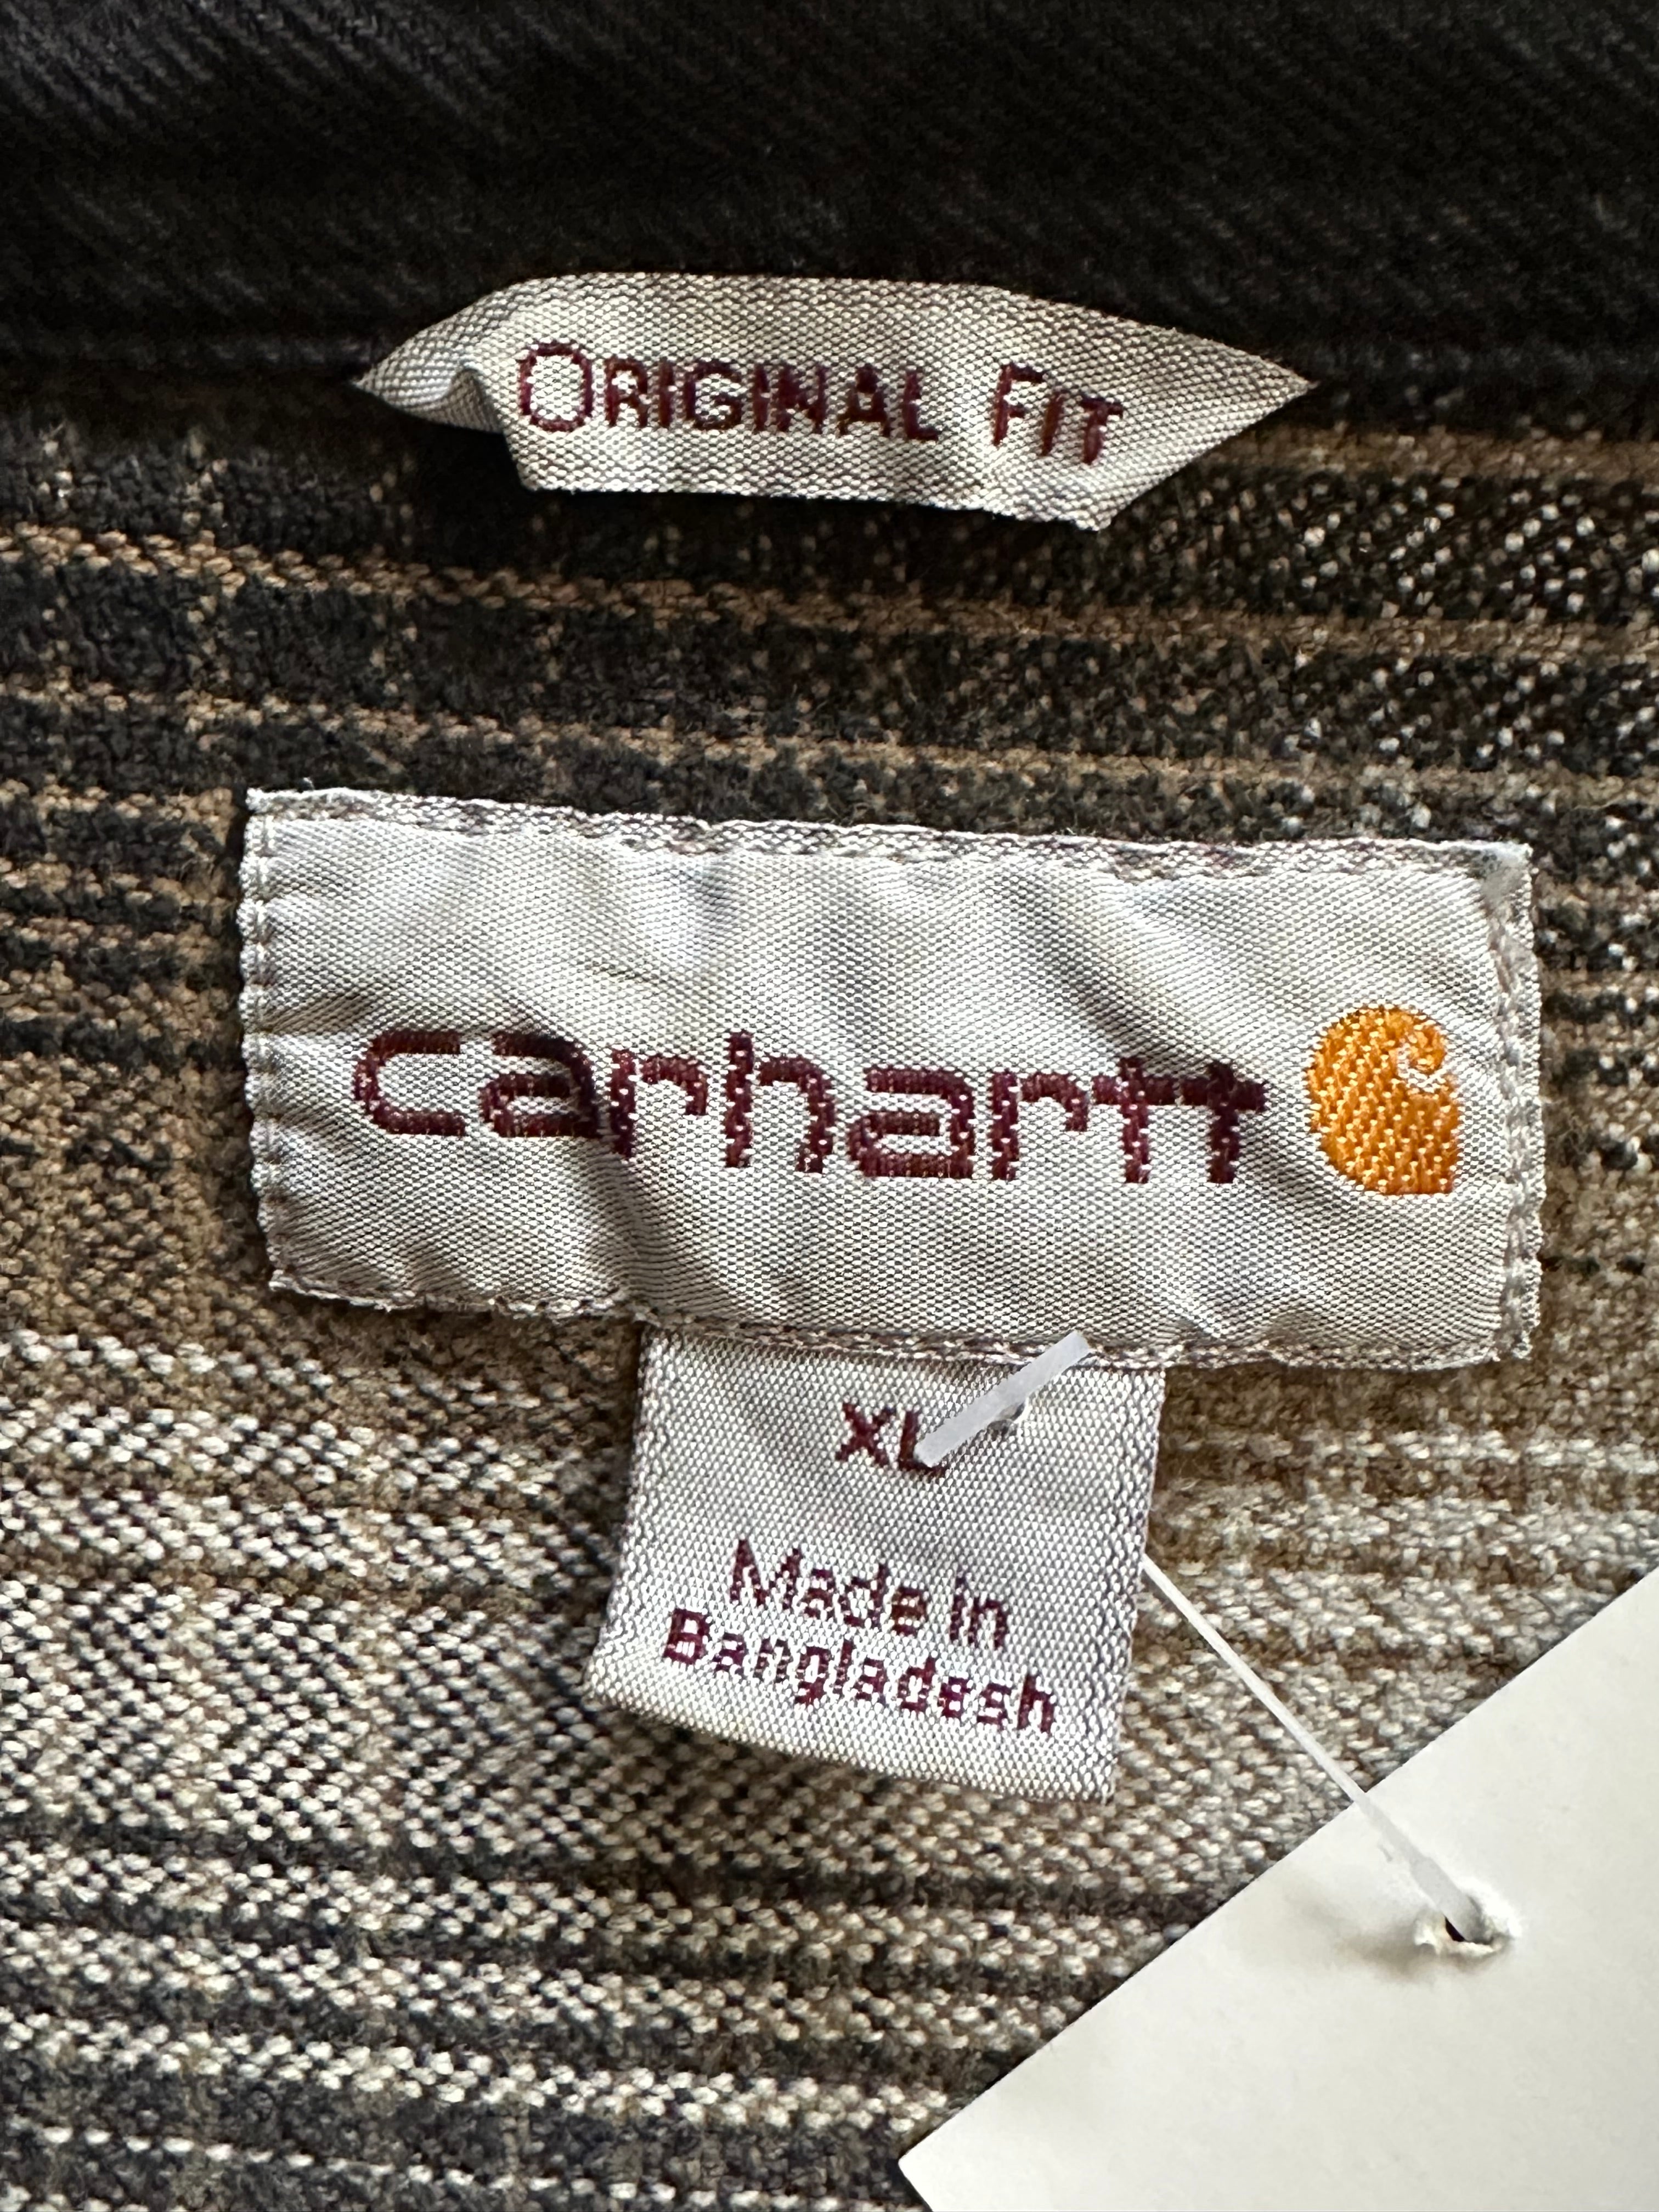 ORIGINAL FIT
carhartt
XL
Made in
Bangladesh